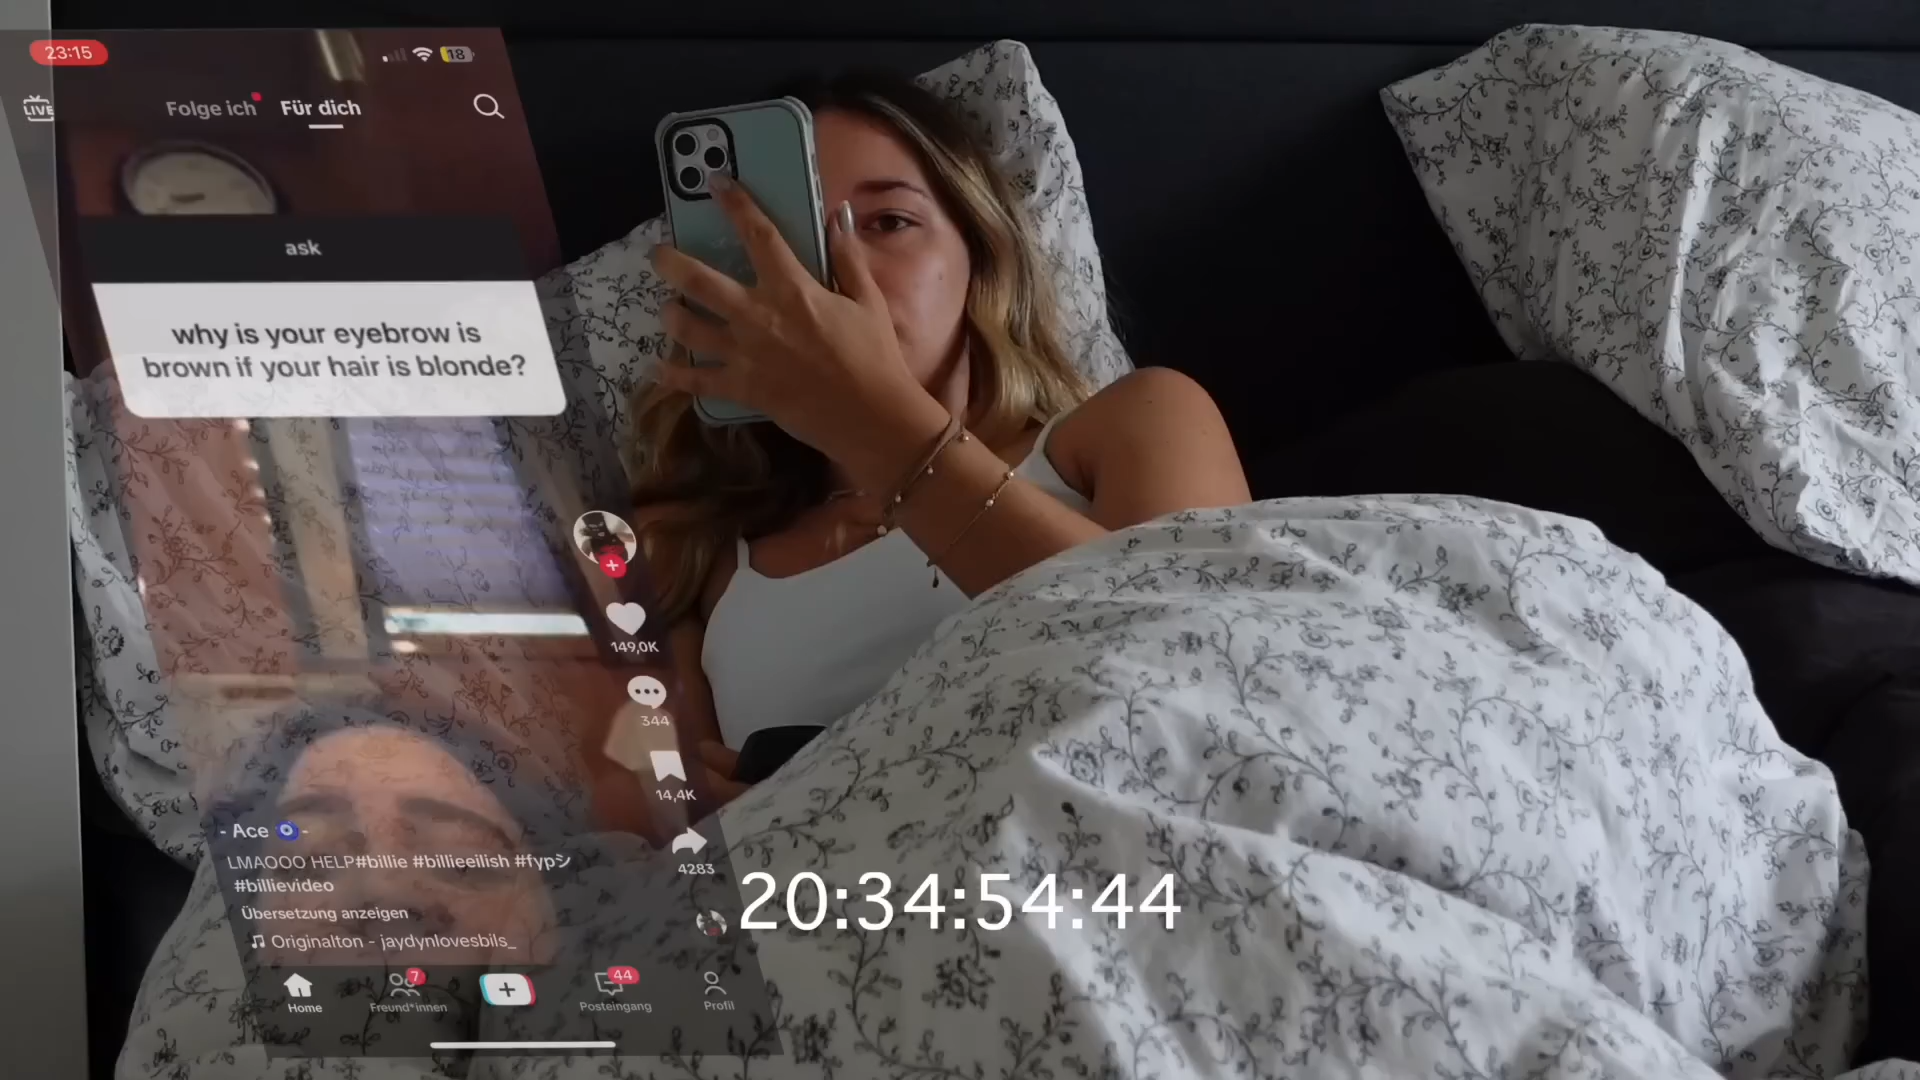 23:15
18
LIVE
Folge ich
Für dich
ask
why is your eyebrow is
brown if your hair is blonde?
149,0K
344
14,4K
4283
- Ace 🧿 -
LMAOOO HELP#billie #billieeilish #fypシ
#billievideo
Übersetzung anzeigen
Originalton - jaydynlovesbils_
20:34:54:44
Home
7
Freund*innen
44
Posteingang
Profil